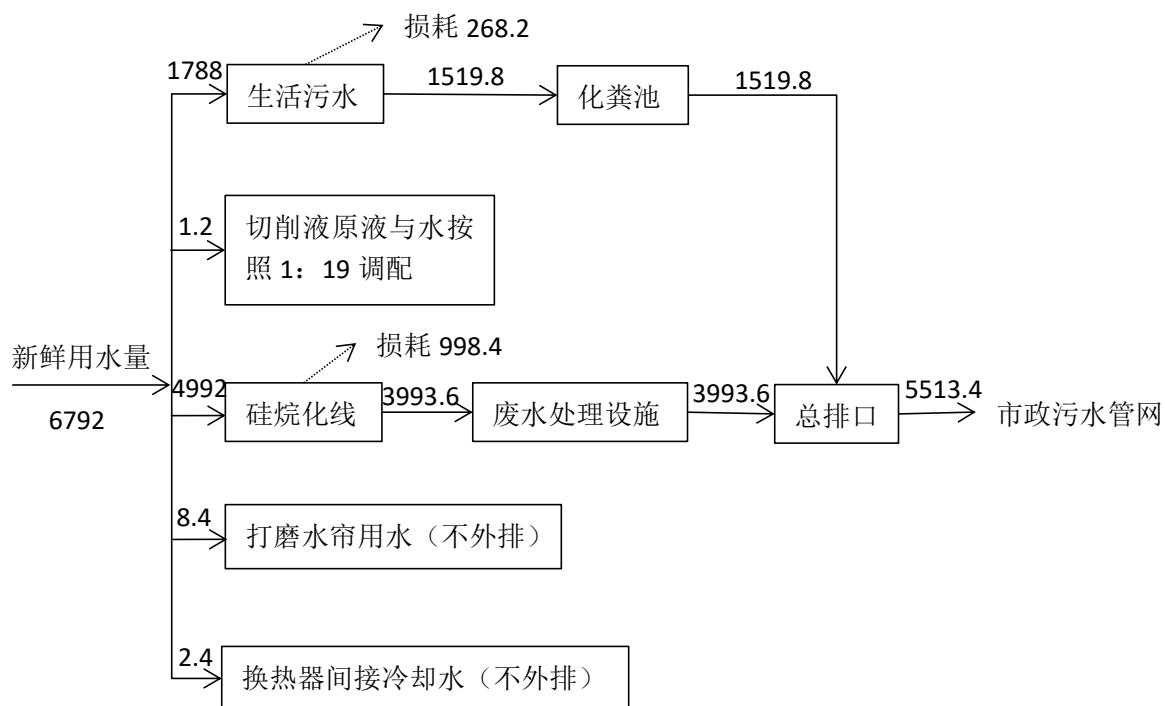 损耗 268.2
1788
生活污水
1519.8
化粪池
1519.8
1.2
切削液原液与水按
照 1：19 调配
新鲜用水量
6792
损耗 998.4
4992
硅烷化线
3993.6
废水处理设施
3993.6
总排口
5513.4
市政污水管网
8.4
打磨水帘用水（不外排）
2.4
换热器间接冷却水（不外排）